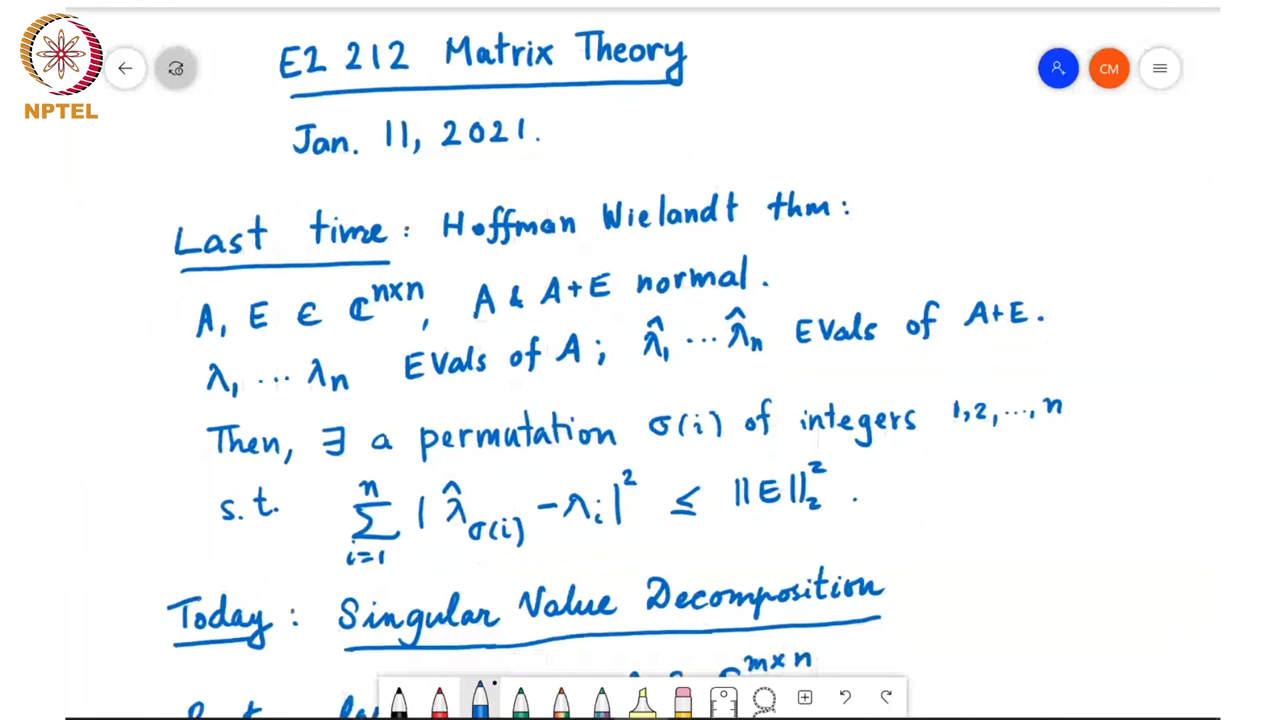 NPTEL
CM
E2 212 Matrix Theory
Jan. 11, 2021.
Last time: Hoffman Wielandt thm:
A, E ∈ ℂ^{n×n}, A & A+E normal.
λ₁, ... λₙ EVals of A; λ̂₁, ... λ̂ₙ EVals of A+E.
Then, ∃ a permutation σ(i) of integers 1,2,...,n
s.t. ∑_{i=1}^{n} | λ̂_{σ(i)} - λᵢ |² ≤ ||E||₂².
Today: Singular Value Decomposition
ℂ^{m×n}